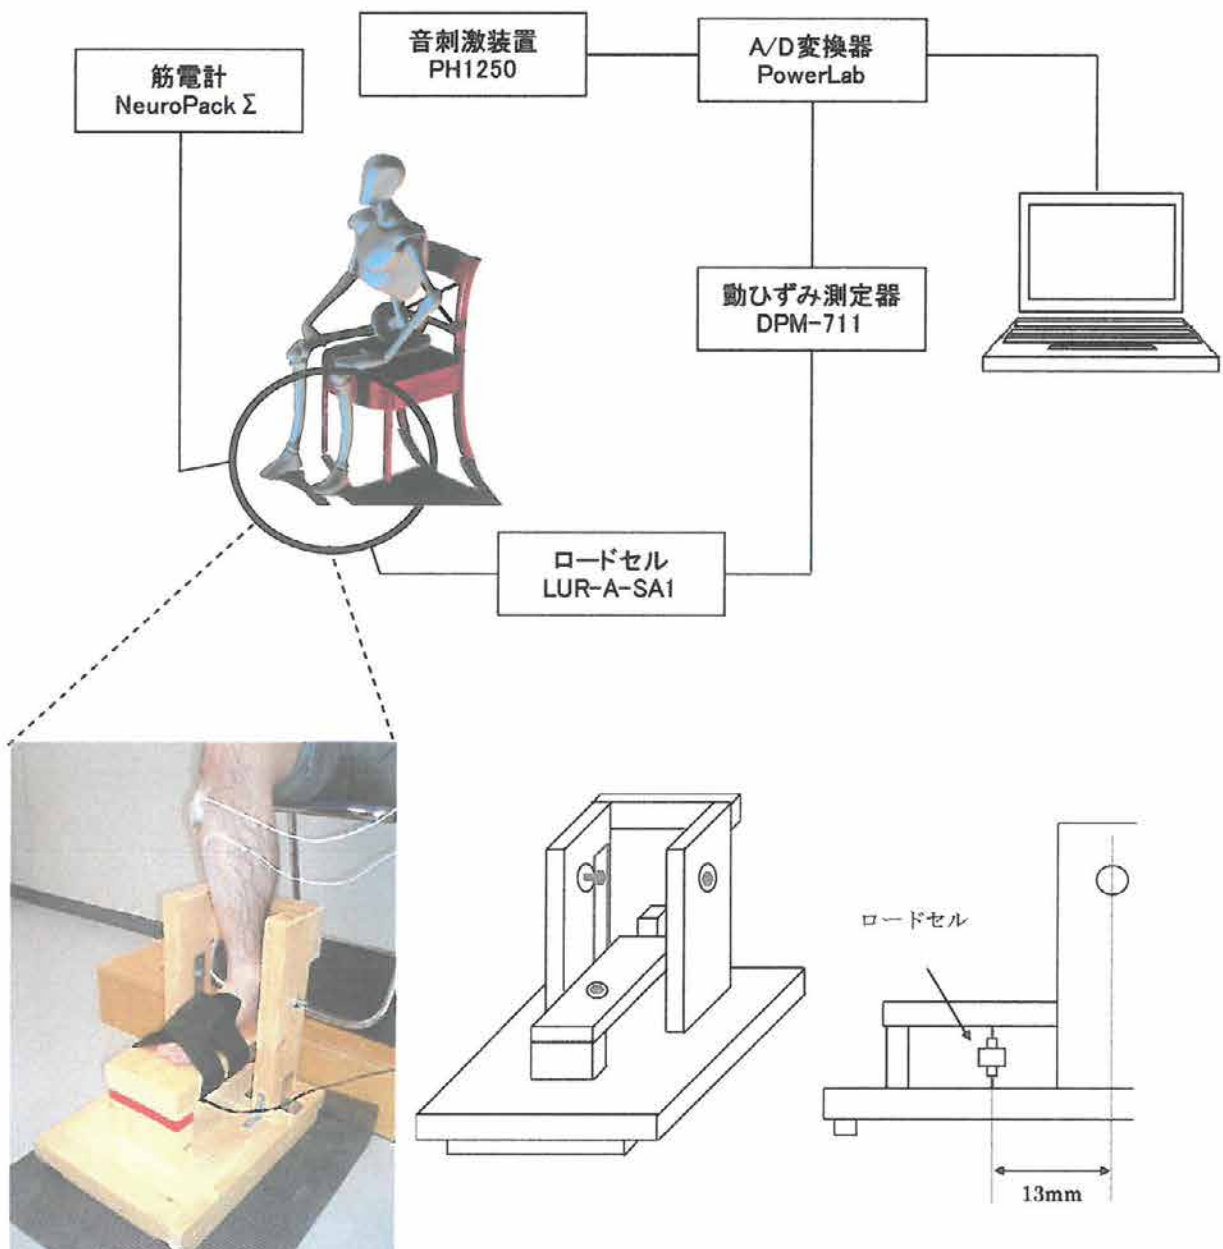 音刺激装置
PH1250
A/D変換器
PowerLab
筋電計
NeuroPack Σ
動ひずみ測定器
DPM-711
ロードセル
LUR-A-SA1
ロードセル
13mm